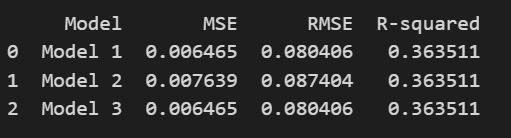 Model MSE RMSE R-squared
0 Model 1 0.006465 0.080406 0.363511
1 Model 2 0.007639 0.087404 0.363511
2 Model 3 0.006465 0.080406 0.363511